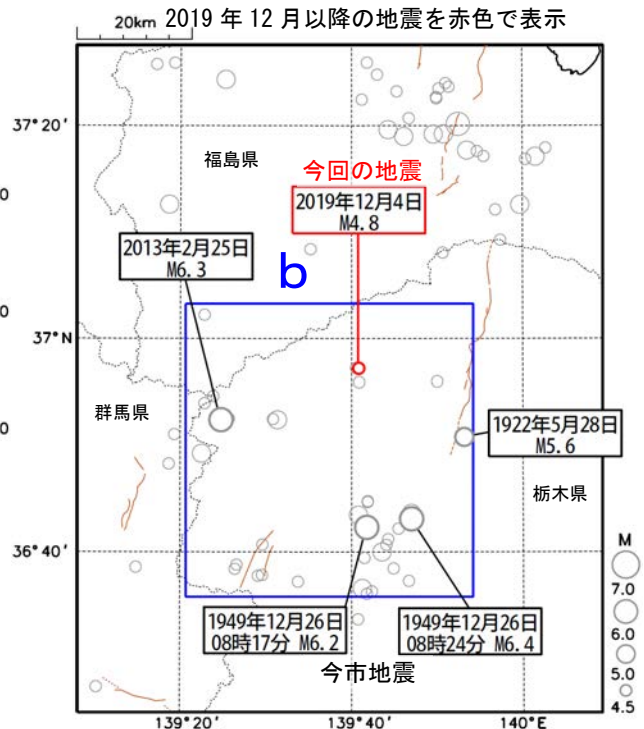 2019 年 12 月以降の地震を赤色で表示
20km
37°20'
福島県
今回の地震
2019年12月4日
M4.8
2013年2月25日
M6.3
b
37°N
群馬県
1922年5月28日
M5.6
栃木県
36°40'
1949年12月26日
08時17分 M6.2
1949年12月26日
08時24分 M6.4
今市地震
M
7.0
6.0
5.0
4.5
139°20'
139°40'
140°E
0
0
0